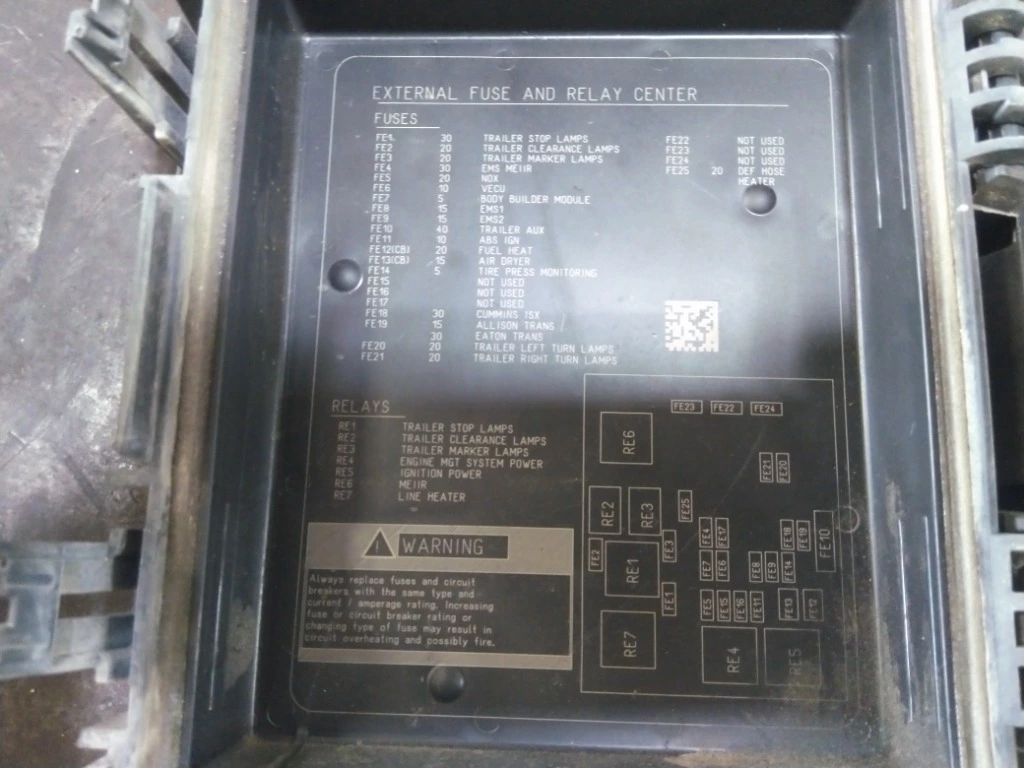 EXTERNAL FUSE AND RELAY CENTER
FUSES
FE1 30 TRAILER STOP LAMPS
FE2 20 TRAILER CLEARANCE LAMPS
FE3 20 TRAILER MARKER LAMPS
FE4 30 EMS MEIIR
FE5 20 NOX
FE6 10 VECU
FE7 5 BODY BUILDER MODULE
FE8 15 EMS1
FE9 15 EMS2
FE10 40 TRAILER AUX
FE11 10 ABS IGN
FE12(CB) 20 FUEL HEAT
FE13(CB) 15 AIR DRYER
FE14 5 TIRE PRESS MONITORING
FE15 NOT USED
FE16 NOT USED
FE17 NOT USED
FE18 30 CUMMINS ISX
FE19 15 ALLISON TRANS
30 EATON TRANS
FE20 20 TRAILER LEFT TURN LAMPS
FE21 20 TRAILER RIGHT TURN LAMPS
FE22 NOT USED
FE23 NOT USED
FE24 NOT USED
FE25 20 DEF HOSE
HEATER
RELAYS
RE1 TRAILER STOP LAMPS
RE2 TRAILER CLEARANCE LAMPS
RE3 TRAILER MARKER LAMPS
RE4 ENGINE MGT SYSTEM POWER
RE5 IGNITION POWER
RE6 MEIIR
RE7 LINE HEATER
WARNING
Always replace fuses and circuit
breakers with the same type and
current / amperage rating. Increasing
fuse or circuit breaker rating or
changing type of fuse may result in
circuit overheating and possibly fire.
FE23 FE22 FE24
RE6
FE21 FE20
RE2 RE3 FE25
FE4 FE17 FE18 FE19 FE10
FE2 RE1 FE3
FE7 FE6 FE8 FE9 FE14
FE1 FE5 FE15 FE16 FE11 FE13 FE12
RE7 RE4 RE5